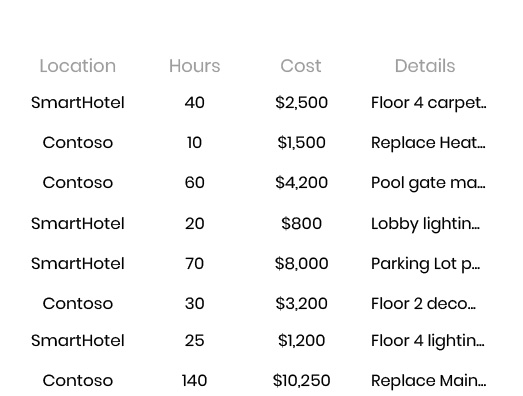 Location Hours Cost Details
SmartHotel 40 $2,500 Floor 4 carpet..
Contoso 10 $1,500 Replace Heat...
Contoso 60 $4,200 Pool gate ma...
SmartHotel 20 $800 Lobby lightin...
SmartHotel 70 $8,000 Parking Lot p...
Contoso 30 $3,200 Floor 2 deco...
SmartHotel 25 $1,200 Floor 4 lightin...
Contoso 140 $10,250 Replace Main...